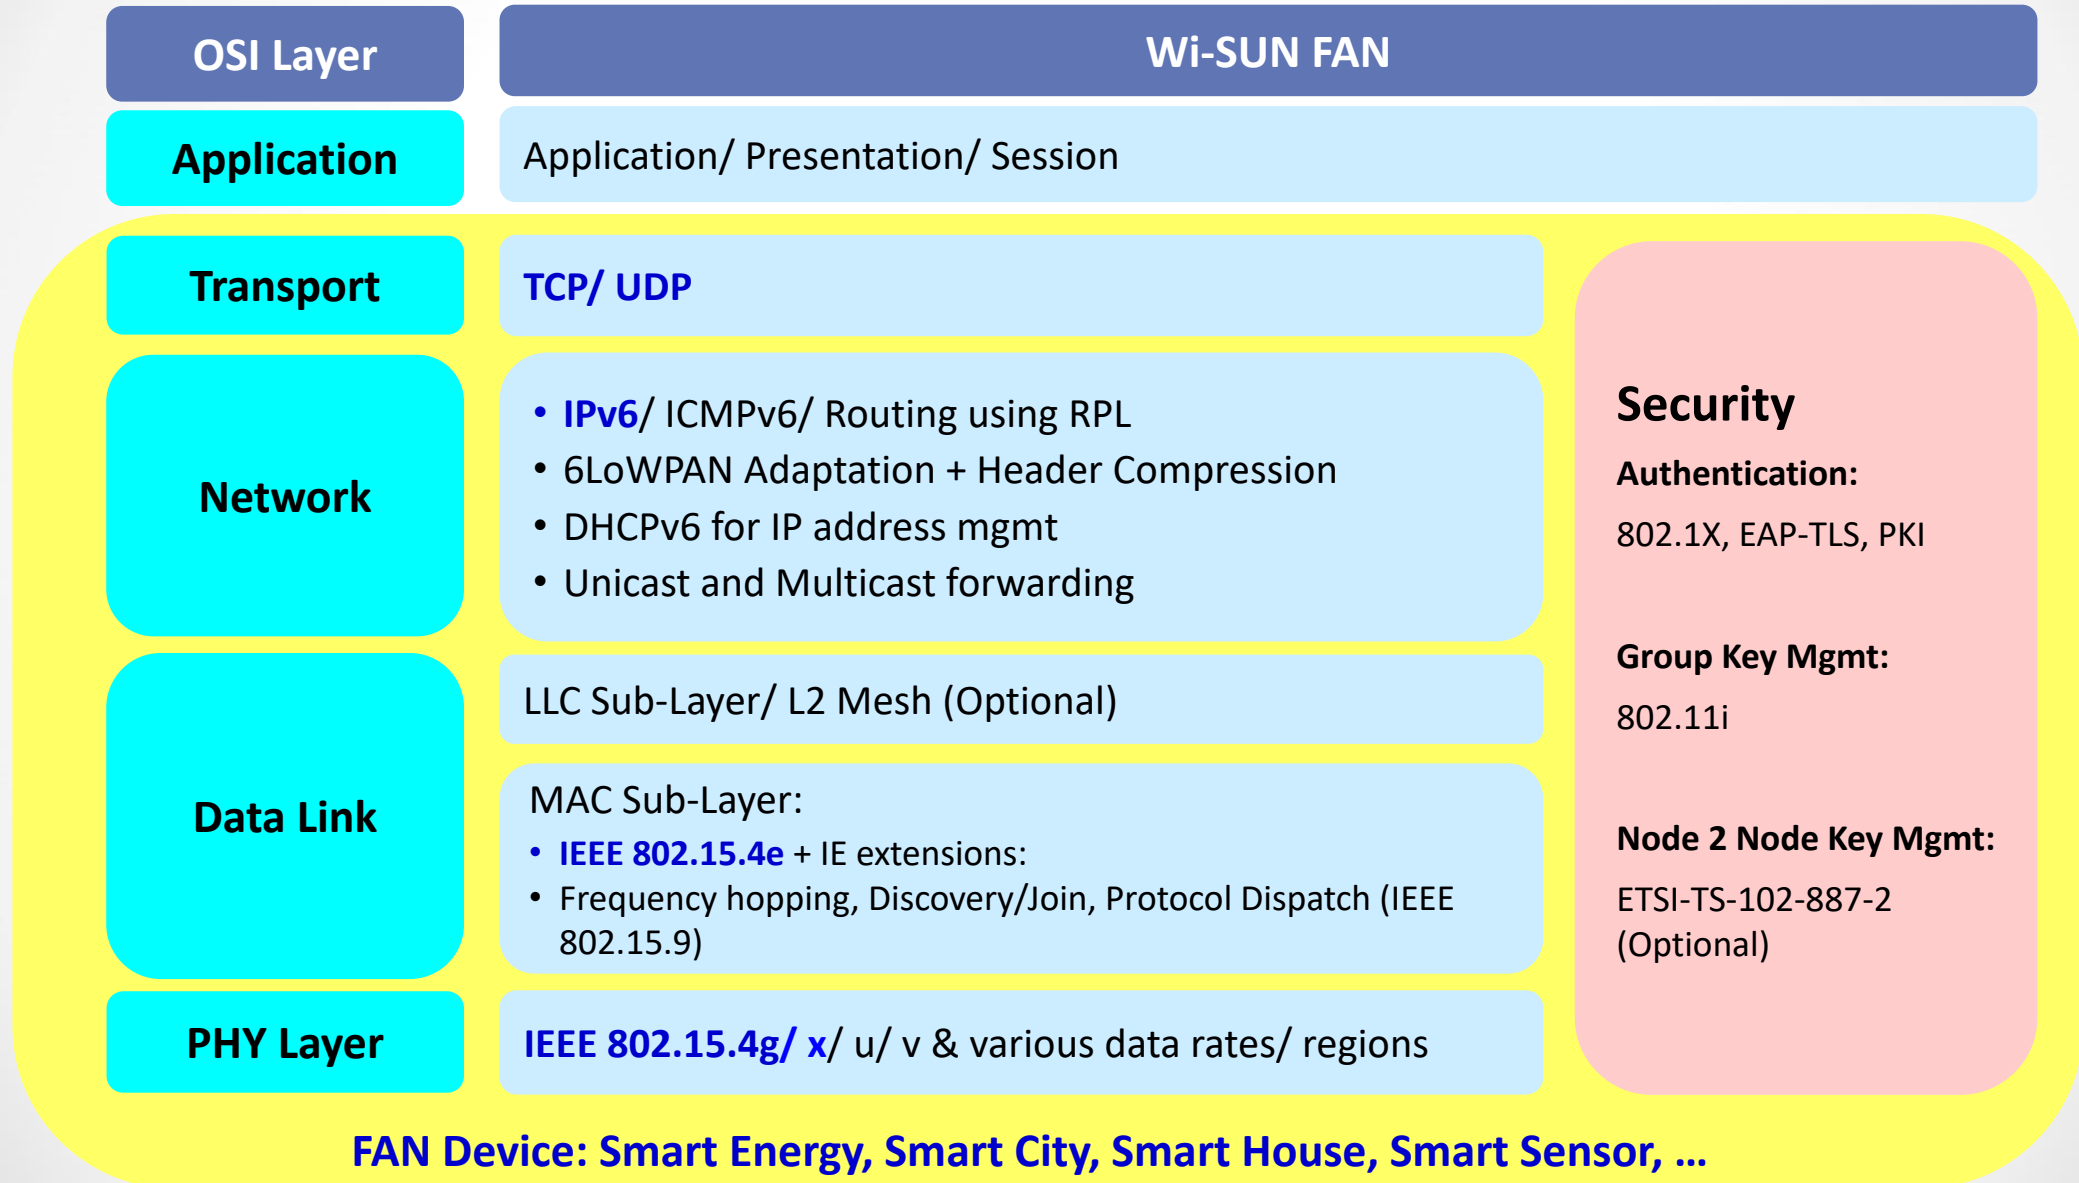 OSI Layer
Wi-SUN FAN
Application
Application/ Presentation/ Session
Transport
TCP/ UDP
Network
• IPv6/ ICMPv6/ Routing using RPL
• 6LoWPAN Adaptation + Header Compression
• DHCPv6 for IP address mgmt
• Unicast and Multicast forwarding
Data Link
LLC Sub-Layer/ L2 Mesh (Optional)
MAC Sub-Layer:
• IEEE 802.15.4e + IE extensions:
• Frequency hopping, Discovery/Join, Protocol Dispatch (IEEE
802.15.9)
PHY Layer
IEEE 802.15.4g/ x/ u/ v & various data rates/ regions
Security
Authentication:
802.1X, EAP-TLS, PKI
Group Key Mgmt:
802.11i
Node 2 Node Key Mgmt:
ETSI-TS-102-887-2
(Optional)
FAN Device: Smart Energy, Smart City, Smart House, Smart Sensor, ...